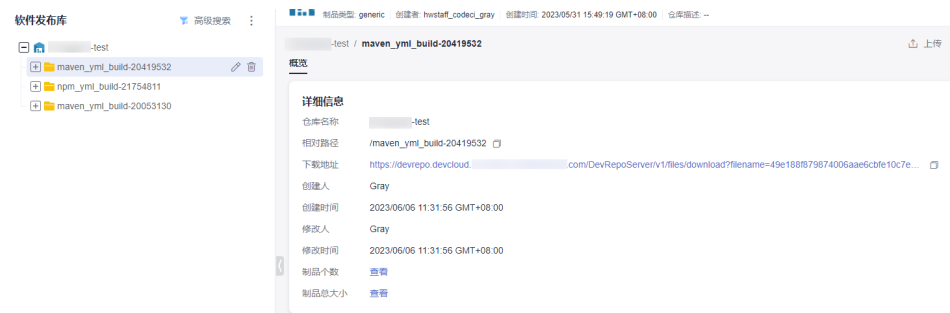 软件发布库
高级搜索
-test
maven_yml_build-20419532
npm_yml_build-21754811
maven_yml_build-20053130
制品类型: generic 创建者: hwstaff_codeci_gray 创建时间: 2023/05/31 15:49:19 GMT+08:00 仓库描述: --
-test / maven_yml_build-20419532
上传
概览
详细信息
仓库名称 -test
相对路径 /maven_yml_build-20419532
下载地址 https://devrepo.devcloud. .com/DevRepoServer/v1/files/download?filename=49e188f879874006aae6cbfe10c7e...
创建人 Gray
创建时间 2023/06/06 11:31:56 GMT+08:00
修改人 Gray
修改时间 2023/06/06 11:31:56 GMT+08:00
制品个数 查看
制品总大小 查看